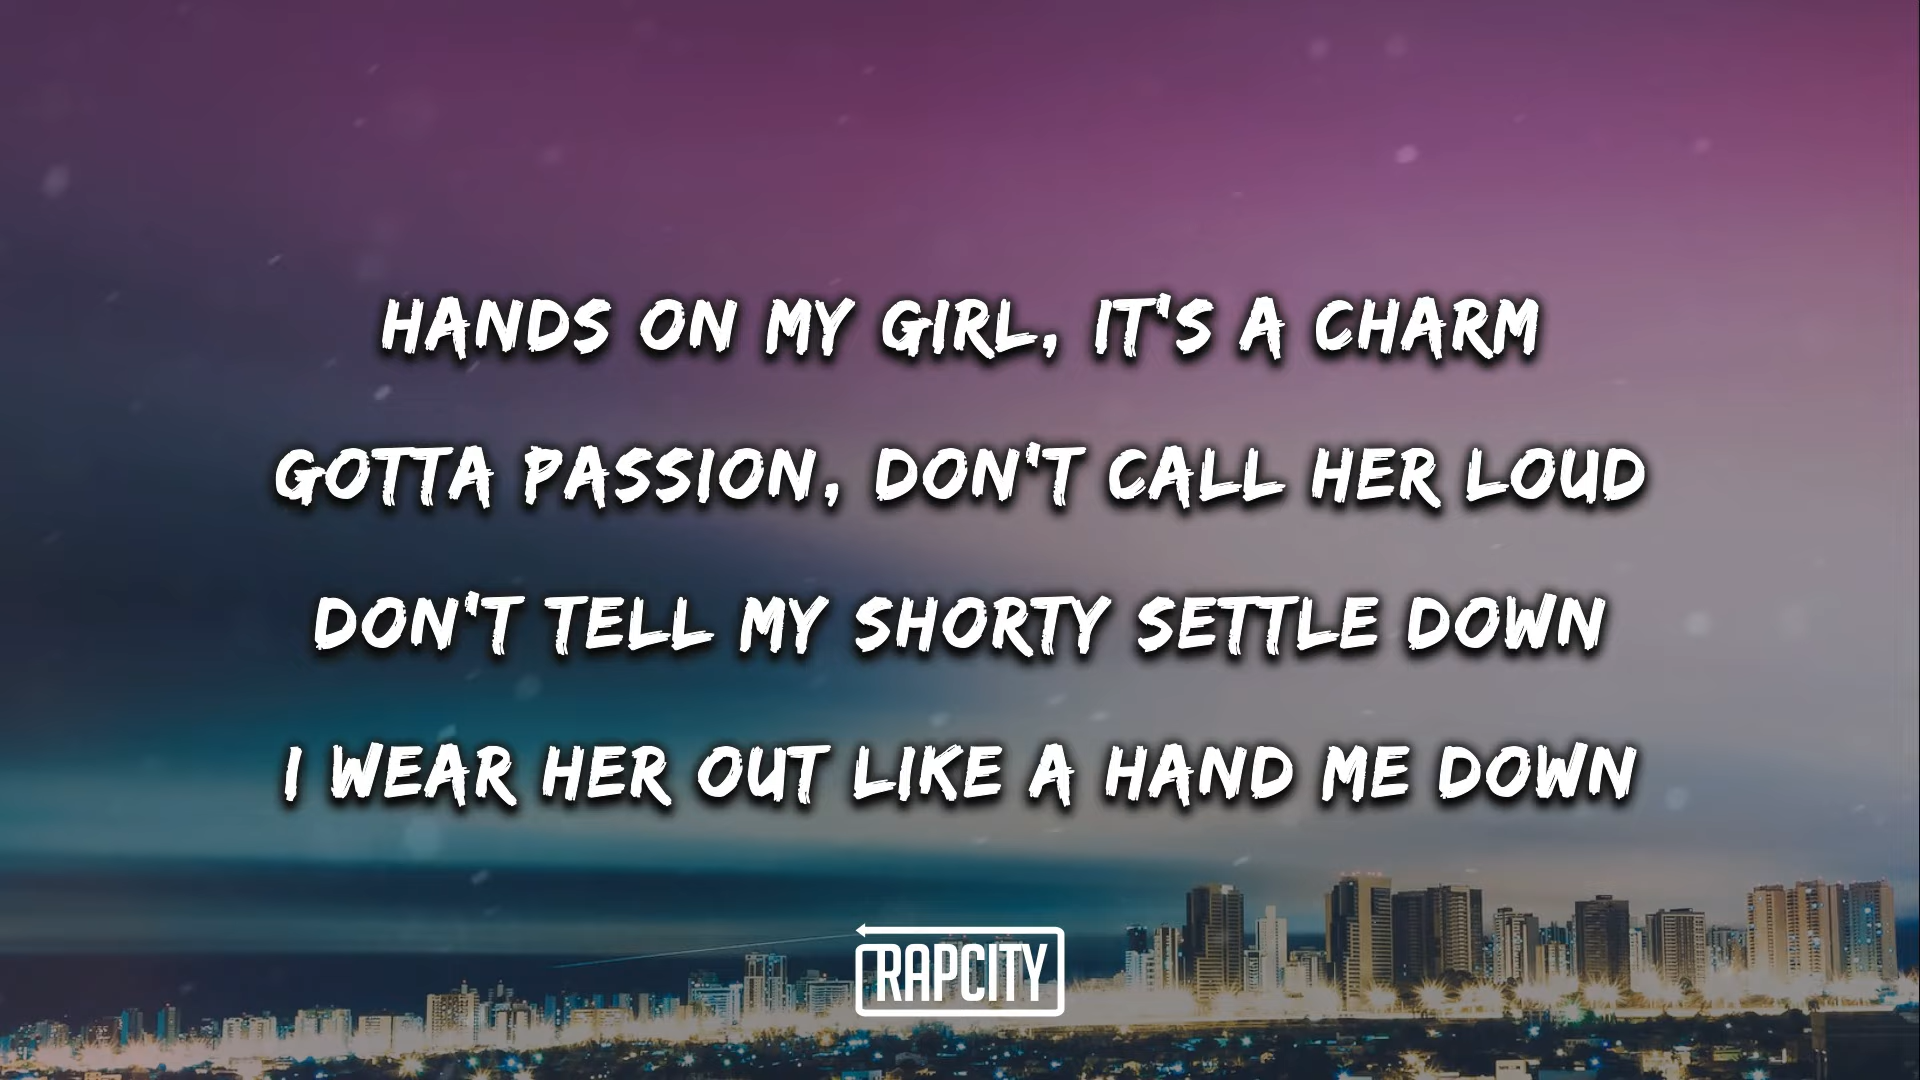 HANDS ON MY GIRL, IT'S A CHARM
GOTTA PASSION, DON'T CALL HER LOUD
DON'T TELL MY SHORTY SETTLE DOWN
I WEAR HER OUT LIKE A HAND ME DOWN
RAPCITY